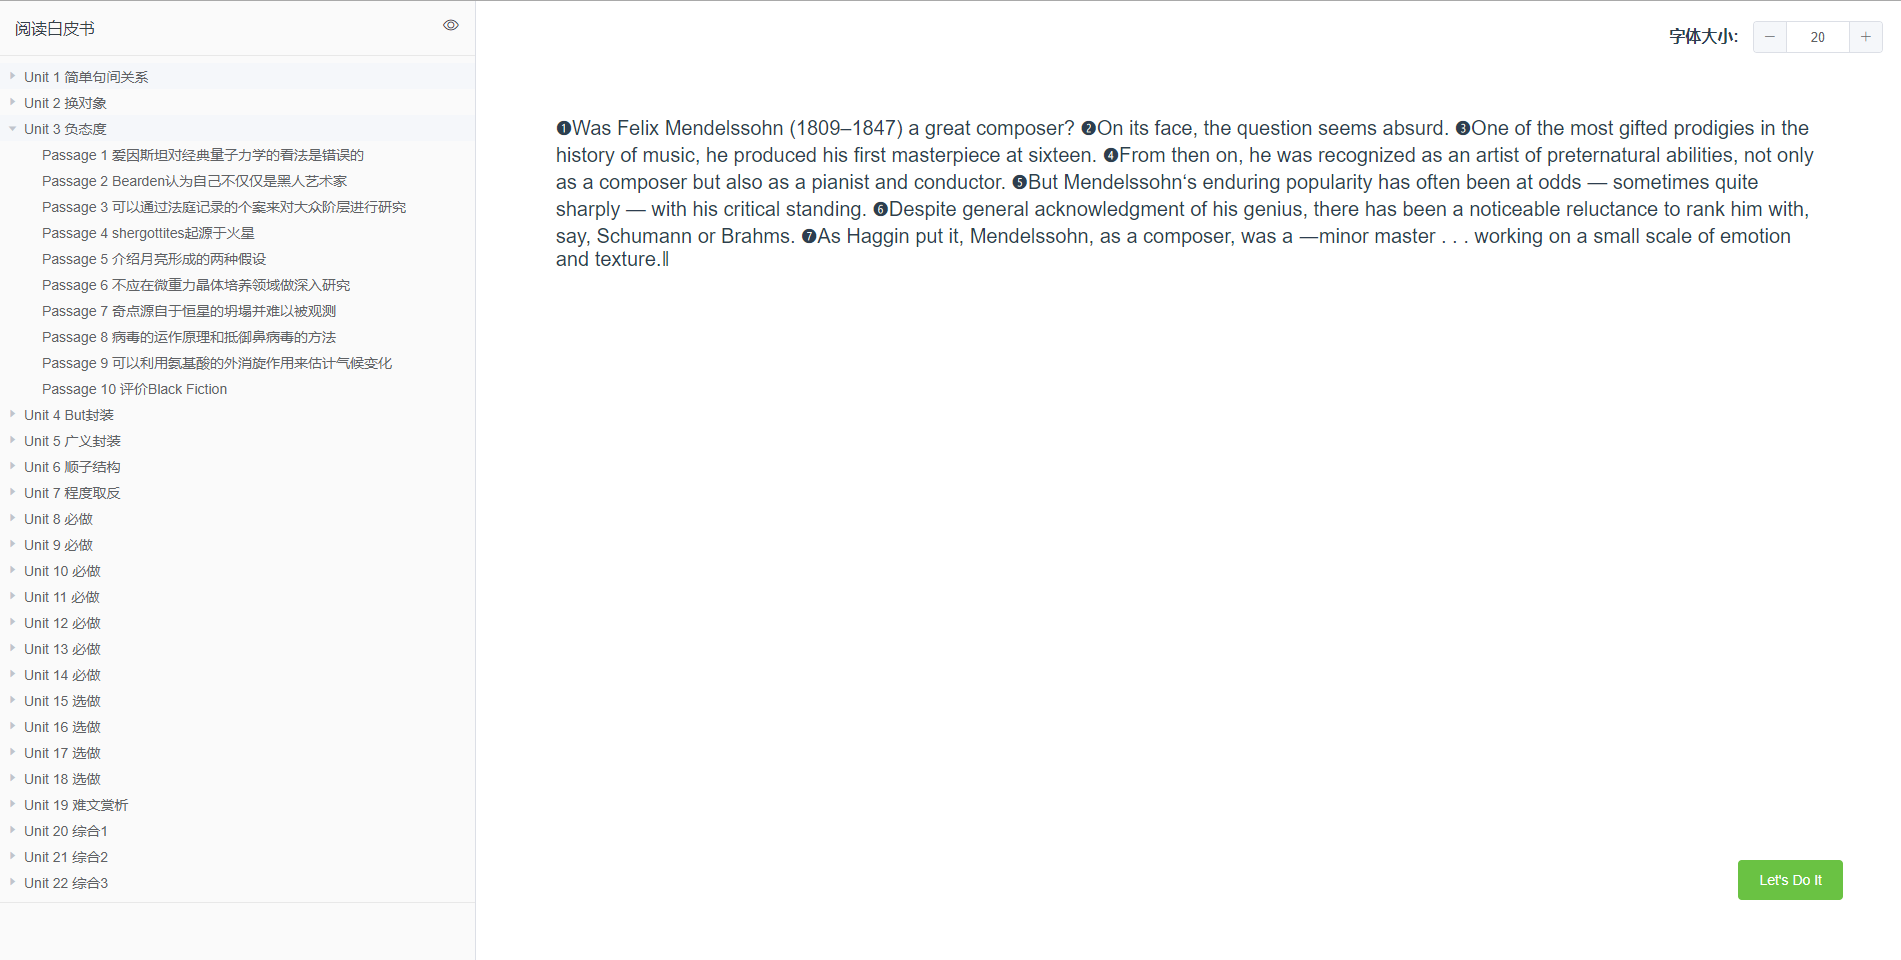 阅读白皮书
Unit 1 简单句间关系
Unit 2 换对象
Unit 3 负态度
Passage 1 爱因斯坦对经典量子力学的看法是错误的
Passage 2 Bearden认为自己不仅仅是黑人艺术家
Passage 3 可以通过法庭记录的个案来对大众阶层进行研究
Passage 4 shergottites起源于火星
Passage 5 介绍月亮形成的两种假设
Passage 6 不应在微重力晶体培养领域做深入研究
Passage 7 奇点源自于恒星的坍塌并难以被观测
Passage 8 病毒的运作原理和抵御鼻病毒的方法
Passage 9 可以利用氨基酸的外消旋作用来估计气候变化
Passage 10 评价Black Fiction
Unit 4 But封装
Unit 5 广义封装
Unit 6 顺子结构
Unit 7 程度取反
Unit 8 必做
Unit 9 必做
Unit 10 必做
Unit 11 必做
Unit 12 必做
Unit 13 必做
Unit 14 必做
Unit 15 选做
Unit 16 选做
Unit 17 选做
Unit 18 选做
Unit 19 难文赏析
Unit 20 综合1
Unit 21 综合2
Unit 22 综合3
字体大小: − 20 +
❶Was Felix Mendelssohn (1809–1847) a great composer? ❷On its face, the question seems absurd. ❸One of the most gifted prodigies in the
history of music, he produced his first masterpiece at sixteen. ❹From then on, he was recognized as an artist of preternatural abilities, not only
as a composer but also as a pianist and conductor. ❺But Mendelssohn‘s enduring popularity has often been at odds — sometimes quite
sharply — with his critical standing. ❻Despite general acknowledgment of his genius, there has been a noticeable reluctance to rank him with,
say, Schumann or Brahms. ❼As Haggin put it, Mendelssohn, as a composer, was a ―minor master . . . working on a small scale of emotion
and texture.‖
Let's Do It